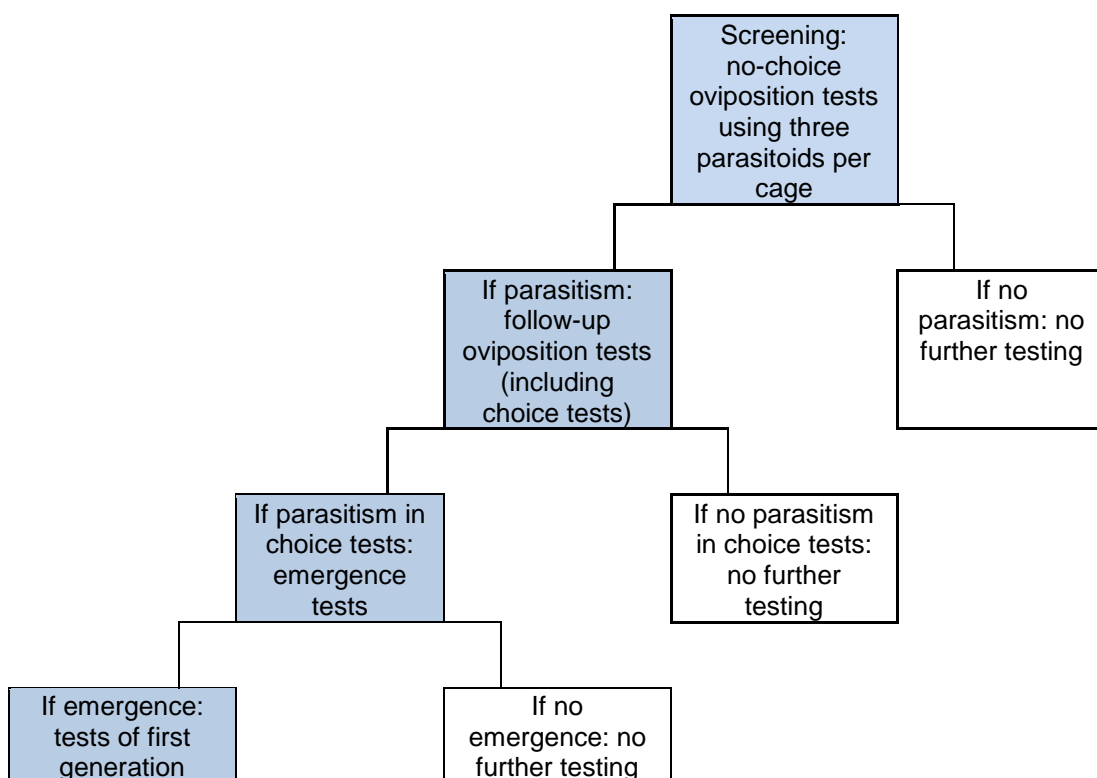 Screening:
no-choice
oviposition tests
using three
parasitoids per
cage
If parasitism:
follow-up
oviposition tests
(including
choice tests)
If no
parasitism: no
further testing
If parasitism in
choice tests:
emergence
tests
If no parasitism
in choice tests:
no further
testing
If emergence:
tests of first
generation
If no
emergence: no
further testing